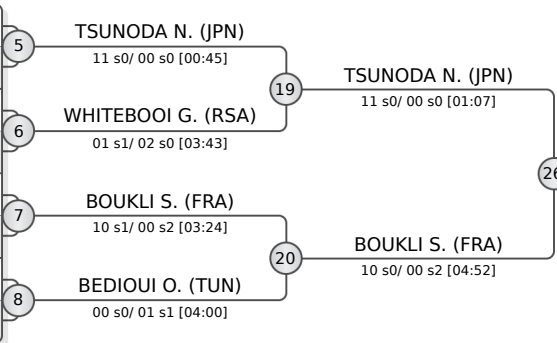 TSUNODA N. (JPN)
5
11 s0/ 00 s0 [00:45]
TSUNODA N. (JPN)
19
11 s0/ 00 s0 [01:07]
WHITEBOOI G. (RSA)
6
01 s1/ 02 s0 [03:43]
26
BOUKLI S. (FRA)
7
10 s1/ 00 s2 [03:24]
BOUKLI S. (FRA)
20
10 s0/ 00 s2 [04:52]
BEDIOUI O. (TUN)
8
00 s0/ 01 s1 [04:00]